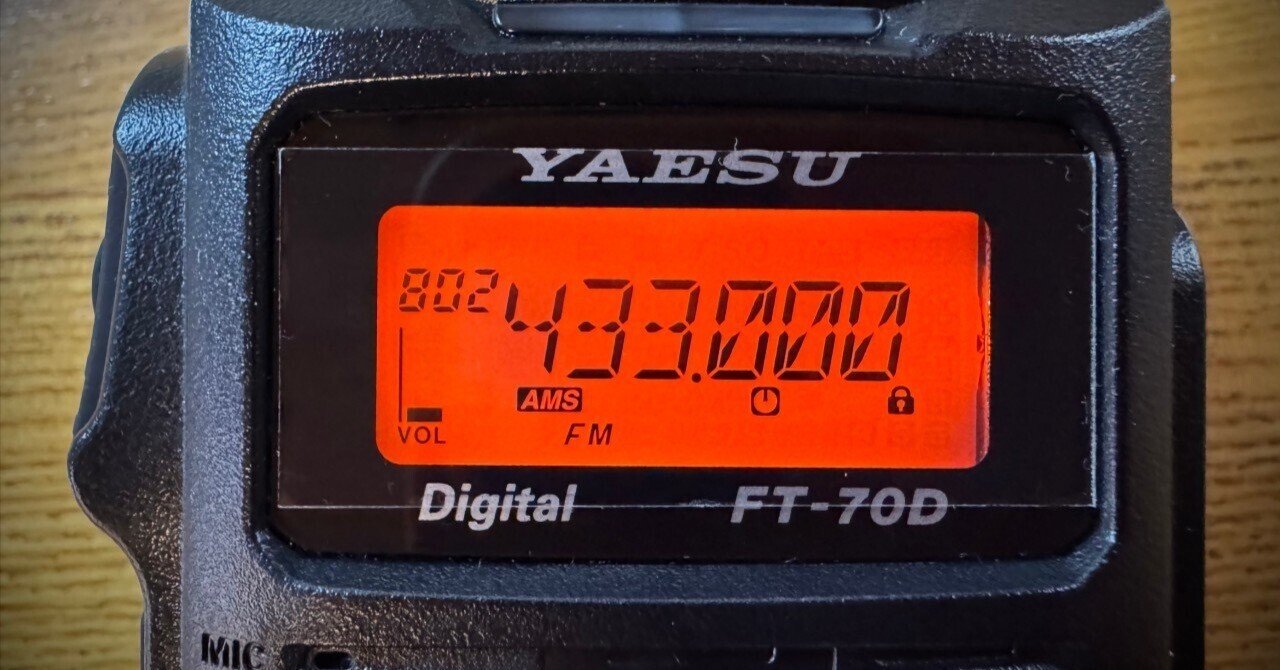 YAESU
802 433.000
AMS
VOL FM
Digital FT-70D
MIC